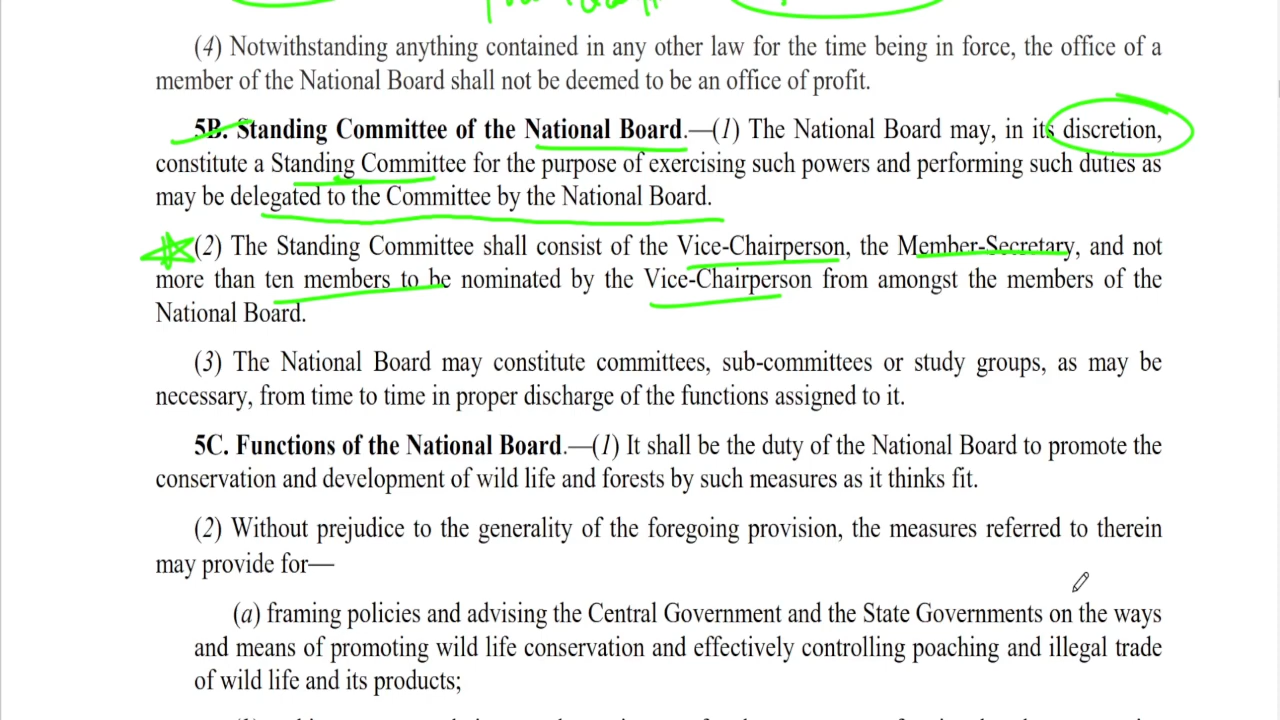 (4) Notwithstanding anything contained in any other law for the time being in force, the office of a
member of the National Board shall not be deemed to be an office of profit.
5B. Standing Committee of the National Board.—(1) The National Board may, in its discretion,
constitute a Standing Committee for the purpose of exercising such powers and performing such duties as
may be delegated to the Committee by the National Board.
(2) The Standing Committee shall consist of the Vice-Chairperson, the Member-Secretary, and not
more than ten members to be nominated by the Vice-Chairperson from amongst the members of the
National Board.
(3) The National Board may constitute committees, sub-committees or study groups, as may be
necessary, from time to time in proper discharge of the functions assigned to it.
5C. Functions of the National Board.—(1) It shall be the duty of the National Board to promote the
conservation and development of wild life and forests by such measures as it thinks fit.
(2) Without prejudice to the generality of the foregoing provision, the measures referred to therein
may provide for—
(a) framing policies and advising the Central Government and the State Governments on the ways
and means of promoting wild life conservation and effectively controlling poaching and illegal trade
of wild life and its products;